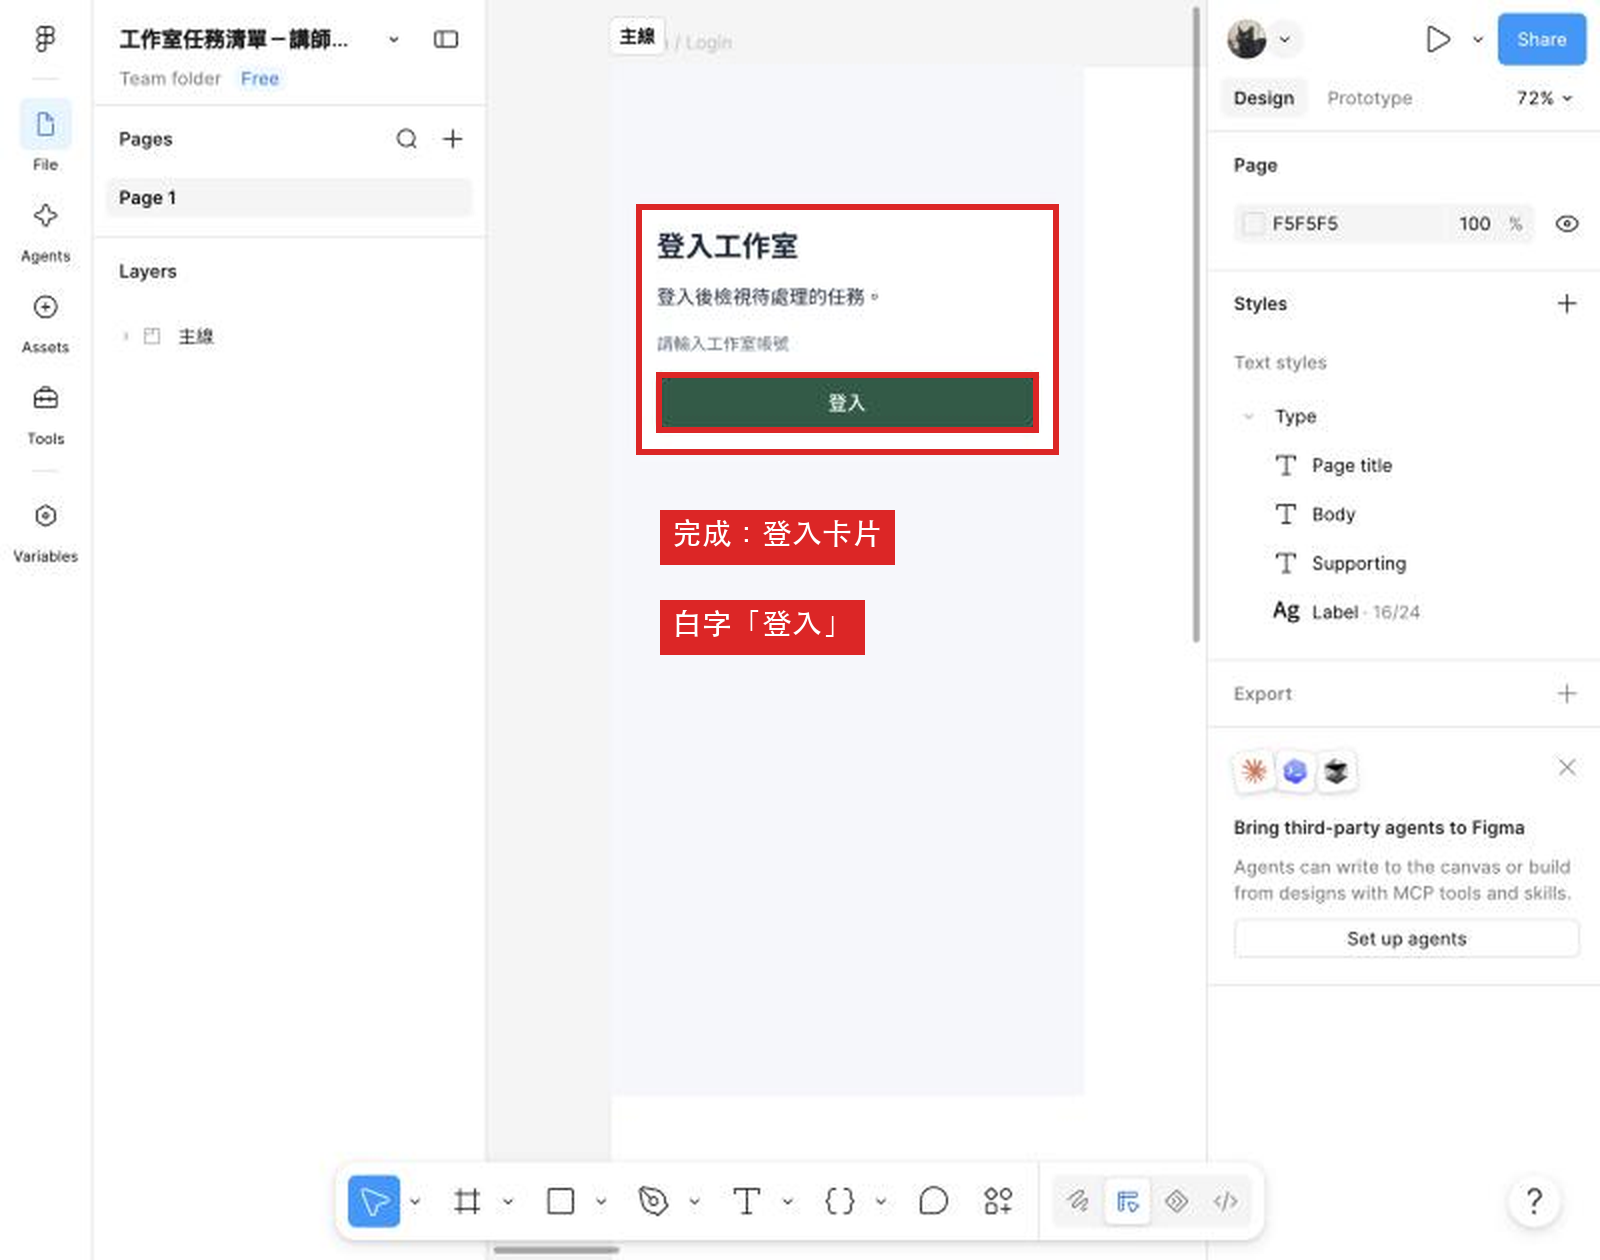 工作室任務清單－講師...
Team folder Free
File
Agents
Assets
Tools
Variables
Pages
Page 1
Layers
主線
主線 / Login
登入工作室
登入後檢視待處理的任務。
請輸入工作室帳號
登入
完成：登入卡片
白字「登入」
Share
Design Prototype 72%
Page
F5F5F5 100 %
Styles
Text styles
Type
Page title
Body
Supporting
Ag Label · 16/24
Export
Bring third-party agents to Figma
Agents can write to the canvas or build
from designs with MCP tools and skills.
Set up agents
?